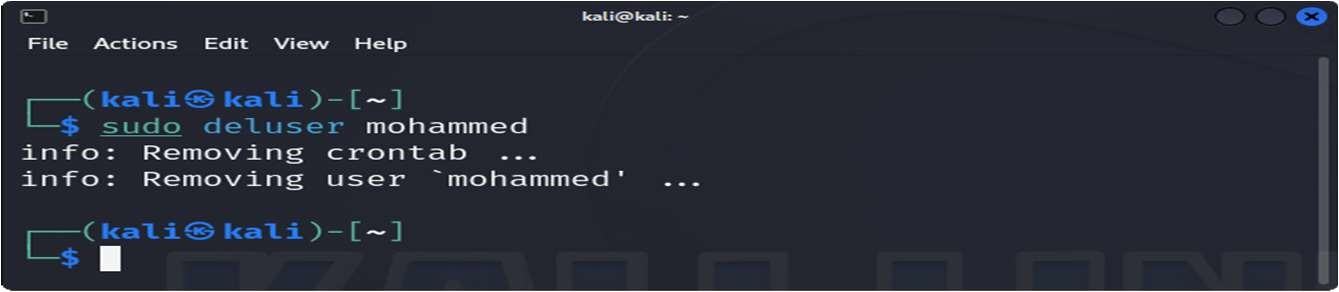 kali@kali: ~
File Actions Edit View Help
┌──(kali㉿kali)-[~]
└─$ sudo deluser mohammed
info: Removing crontab ...
info: Removing user `mohammed' ...
┌──(kali㉿kali)-[~]
└─$